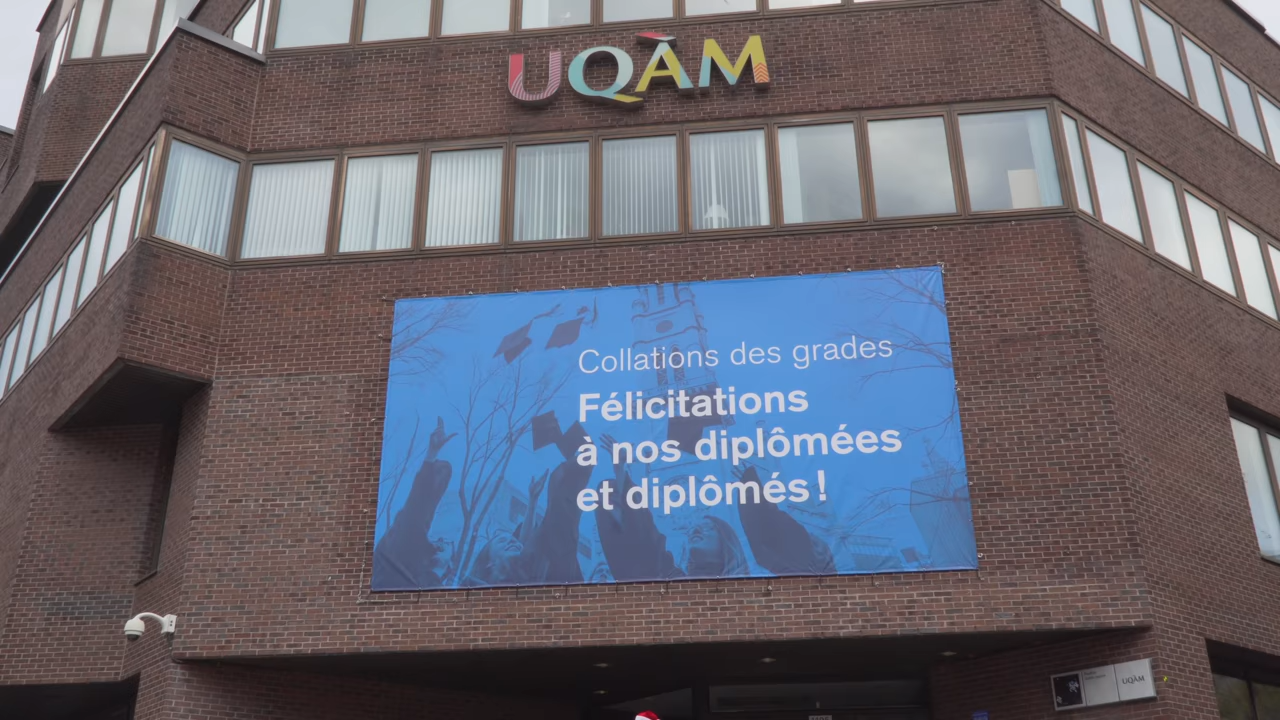 UQÀM
Collations des grades
Félicitations
à nos diplômées
et diplômés !
UQÀM